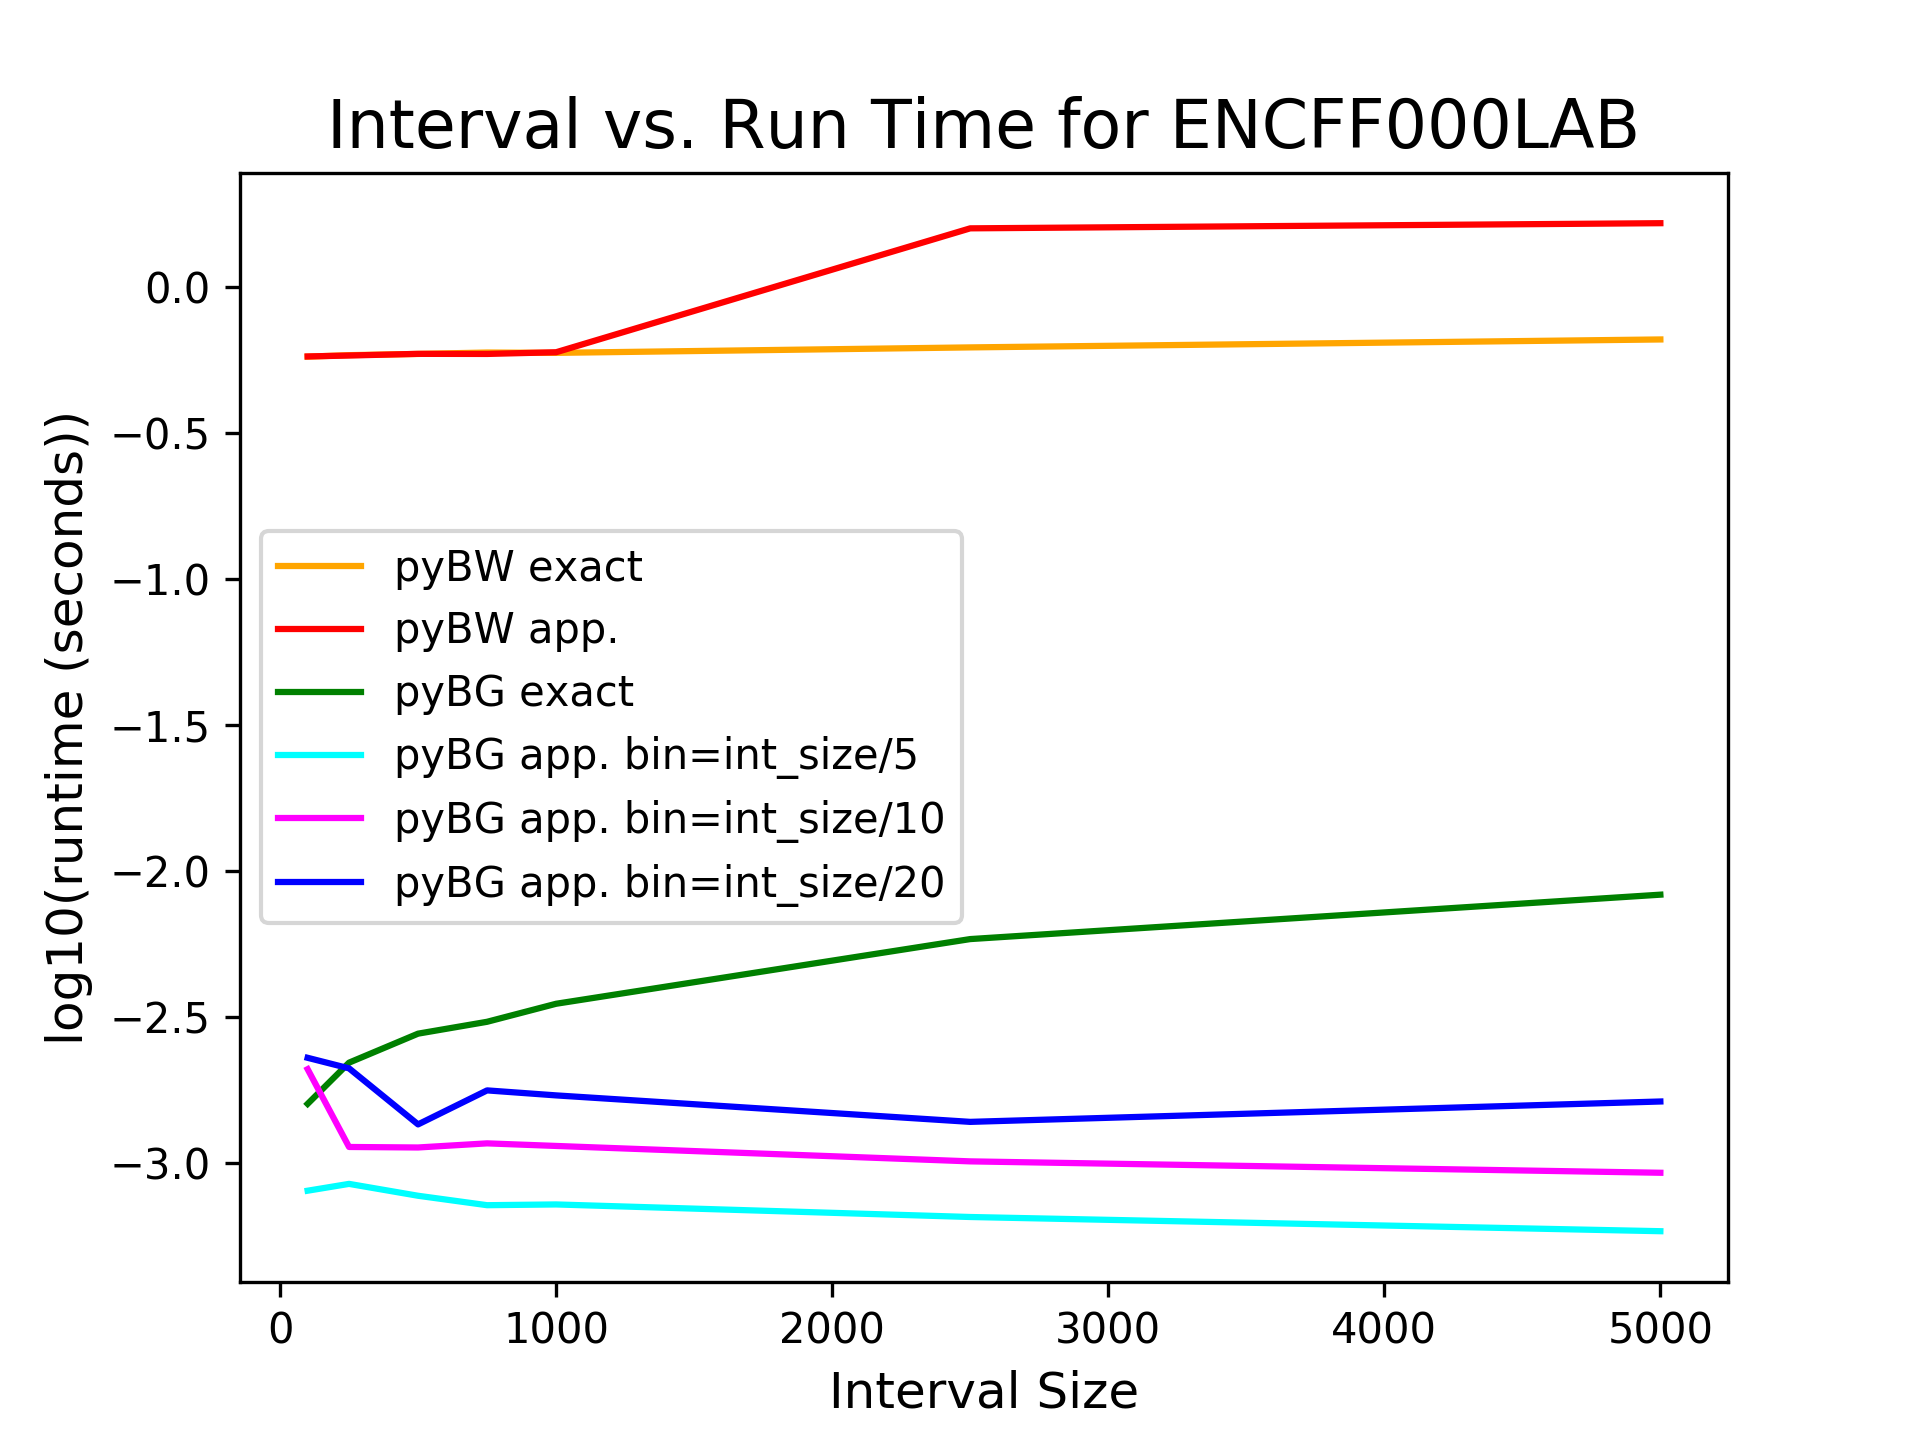 Interval vs. Run Time for ENCFF000LAB
log10(runtime (seconds))
0.0
−0.5
−1.0
−1.5
−2.0
−2.5
−3.0
pyBW exact
pyBW app.
pyBG exact
pyBG app. bin=int_size/5
pyBG app. bin=int_size/10
pyBG app. bin=int_size/20
0 1000 2000 3000 4000 5000
Interval Size